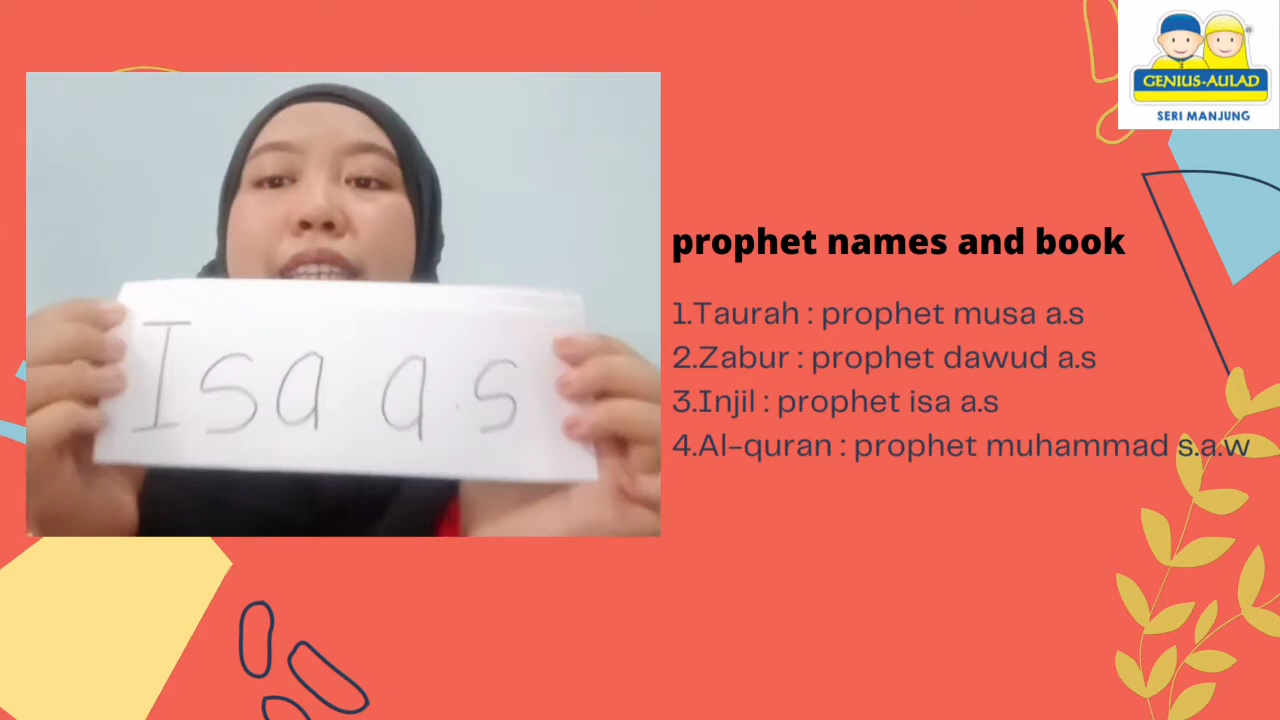 GENIUS-AULAD
SERI MANJUNG
Isa a.s
prophet names and book
1.Taurah : prophet musa a.s
2.Zabur : prophet dawud a.s
3.Injil : prophet isa a.s
4.Al-quran : prophet muhammad s.a.w